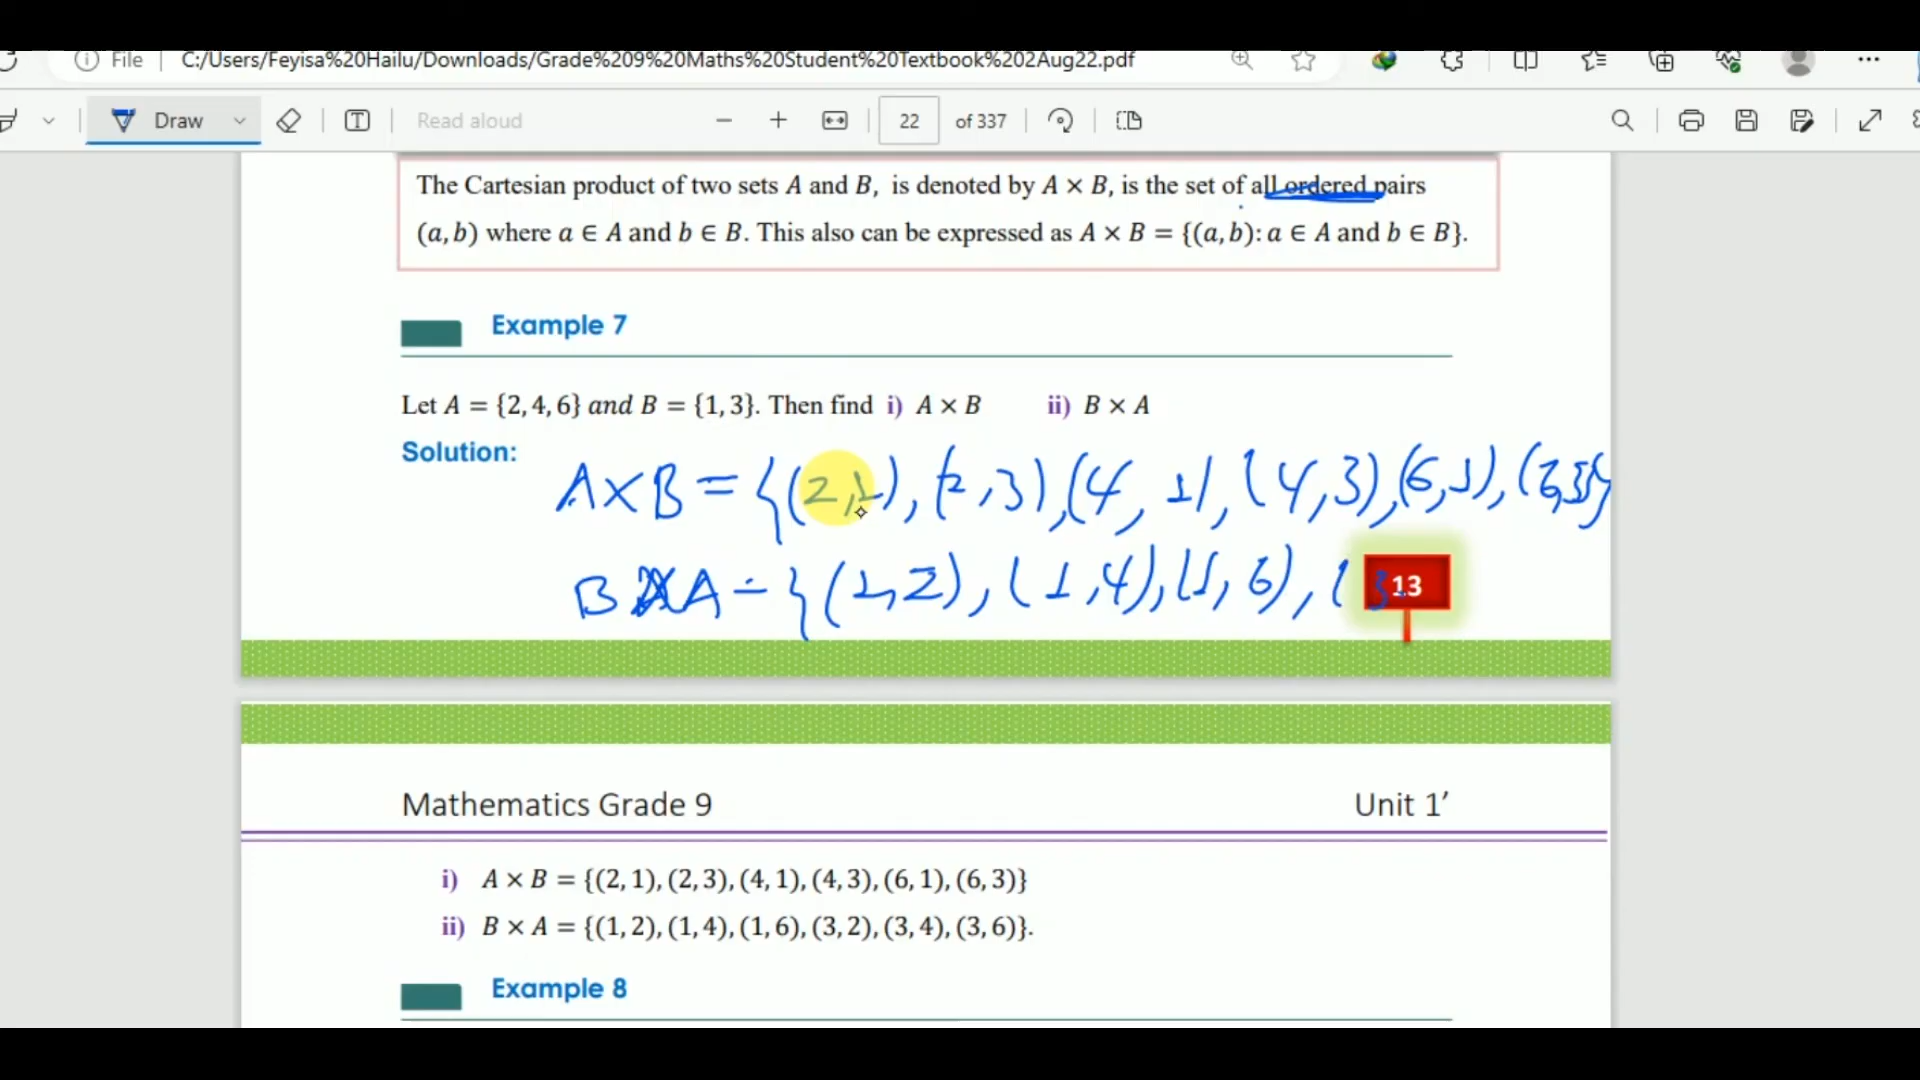 File C:/Users/Feyisa%20Hailu/Downloads/Grade%209%20Maths%20Student%20Textbook%202Aug22.pdf
Draw Read aloud 22 of 337
The Cartesian product of two sets A and B, is denoted by A × B, is the set of all ordered pairs
(a, b) where a ∈ A and b ∈ B. This also can be expressed as A × B = {(a, b): a ∈ A and b ∈ B}.
Example 7
Let A = {2, 4, 6} and B = {1, 3}. Then find i) A × B ii) B × A
Solution:
A×B = {(2,1), (2,3), (4, 1), (4,3), (6,1), (6,3)}
B×A = {(1,2), (1,4), (1,6), (3
13
Mathematics Grade 9 Unit 1’
i) A × B = {(2, 1), (2, 3), (4, 1), (4, 3), (6, 1), (6, 3)}
ii) B × A = {(1, 2), (1, 4), (1, 6), (3, 2), (3, 4), (3, 6)}.
Example 8